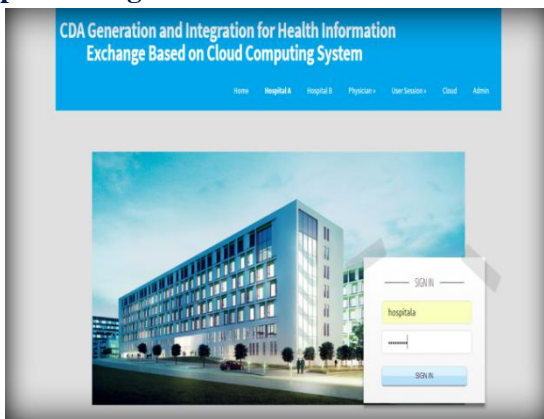 CDA Generation and Integration for Health Information
Exchange Based on Cloud Computing System
Home Hospital A Hospital B Physician User Session Cloud Admin
SIGN IN
hospitala
SIGN IN